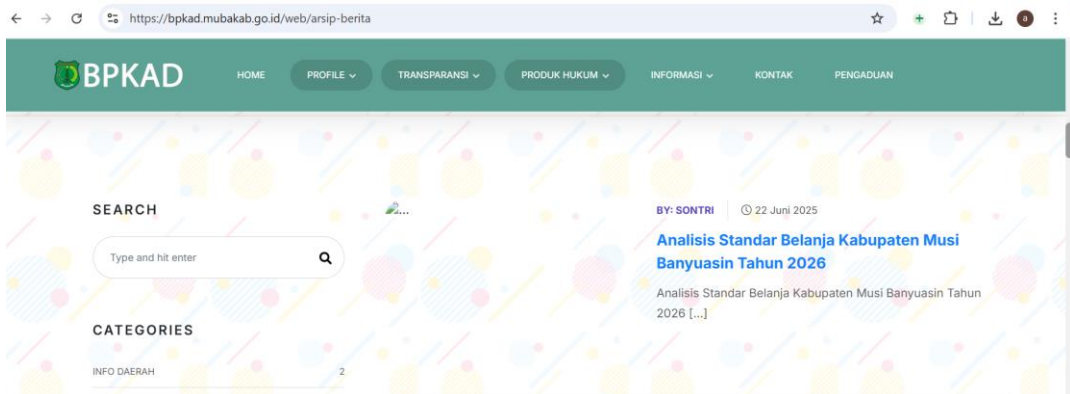 https://bpkad.mubakab.go.id/web/arsip-berita
a
BPKAD
HOME
PROFILE
TRANSPARANSI
PRODUK HUKUM
INFORMASI
KONTAK
PENGADUAN
SEARCH
Type and hit enter
CATEGORIES
INFO DAERAH 2
...
BY: SONTRI
22 Juni 2025
Analisis Standar Belanja Kabupaten Musi
Banyuasin Tahun 2026
Analisis Standar Belanja Kabupaten Musi Banyuasin Tahun
2026 [...]